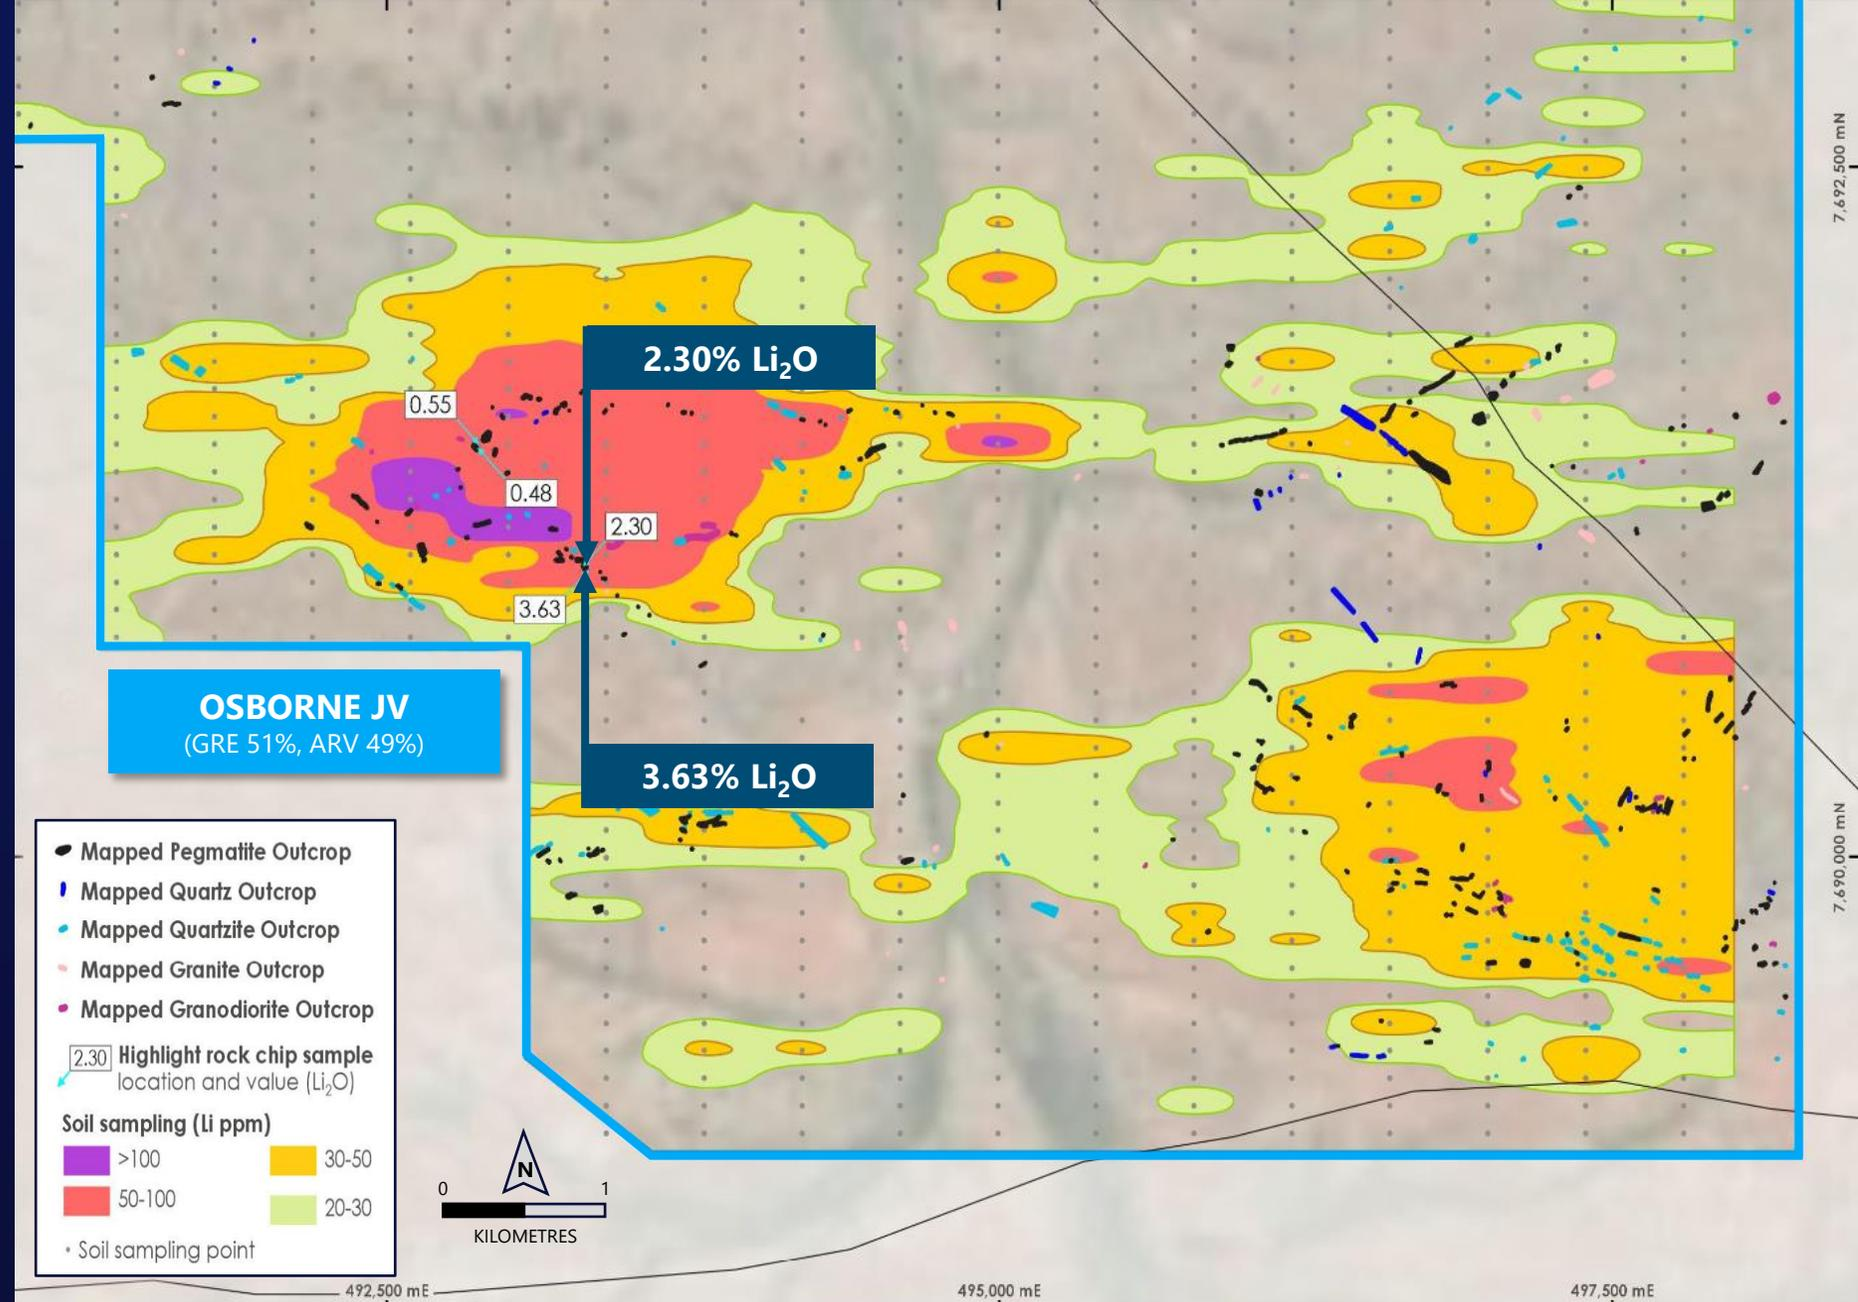 7,692,500 mN
2.30% Li₂O
0.55
0.48
2.30
3.63
OSBORNE JV
(GRE 51%, ARV 49%)
3.63% Li₂O
7,690,000 mN
Mapped Pegmatite Outcrop
Mapped Quartz Outcrop
Mapped Quartzite Outcrop
Mapped Granite Outcrop
Mapped Granodiorite Outcrop
2.30 Highlight rock chip sample
location and value (Li₂O)
Soil sampling (Li ppm)
>100 30-50
50-100 20-30
Soil sampling point
N
0 1
KILOMETRES
492,500 mE 495,000 mE 497,500 mE